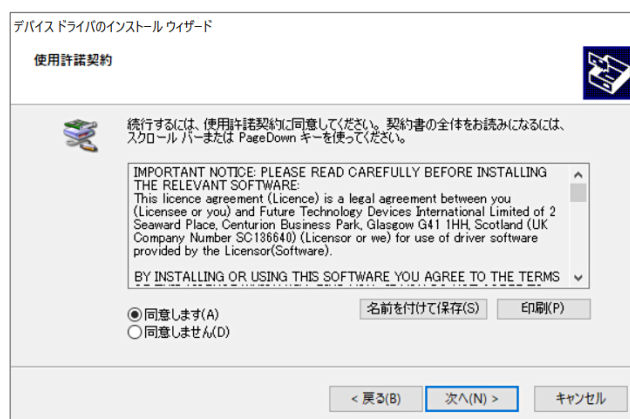 デバイス ドライバのインストール ウィザード
使用許諾契約
続行するには、使用許諾契約に同意してください。契約書の全体をお読みになるには、
スクロール バーまたは PageDown キーを使ってください。
IMPORTANT NOTICE: PLEASE READ CAREFULLY BEFORE INSTALLING
THE RELEVANT SOFTWARE:
This licence agreement (Licence) is a legal agreement between you
(Licensee or you) and Future Technology Devices International Limited of 2
Seaward Place, Centurion Business Park, Glasgow G41 1HH, Scotland (UK
Company Number SC136640) (Licensor or we) for use of driver software
provided by the Licensor(Software).
BY INSTALLING OR USING THIS SOFTWARE YOU AGREE TO THE TERMS
同意します(A)
名前を付けて保存(S)
印刷(P)
同意しません(D)
< 戻る(B)
次へ(N) >
キャンセル